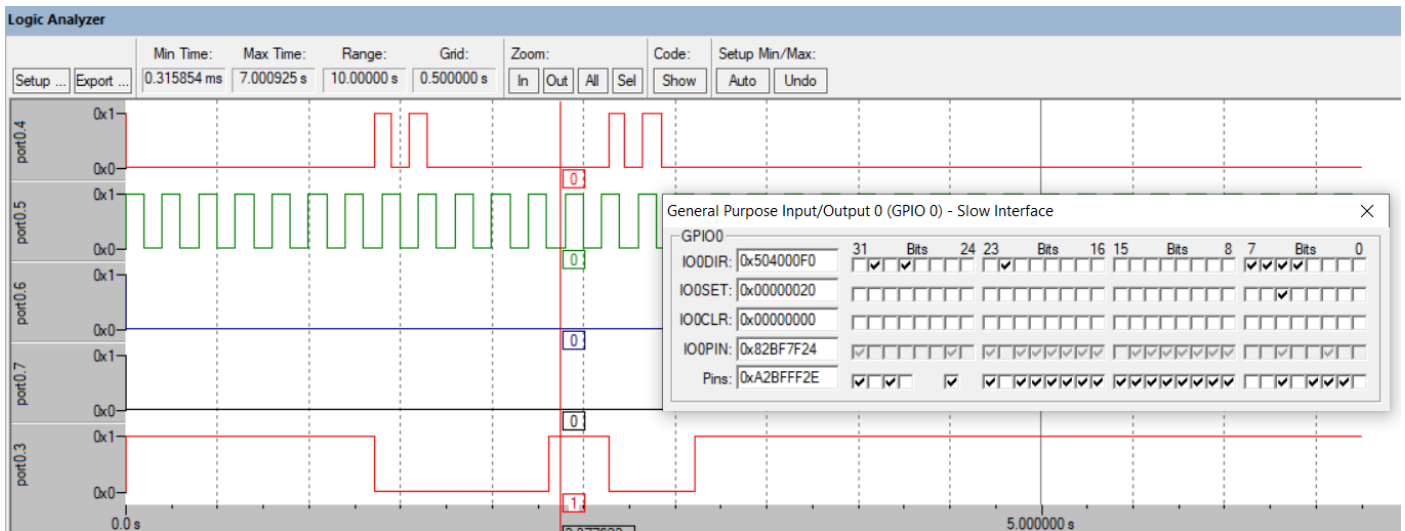 Logic Analyzer
Min Time: Max Time: Range: Grid: Zoom: Code: Setup Min/Max:
Setup ... Export ... 0.315854 ms 7.000925 s 10.00000 s 0.500000 s In Out All Sel Show Auto Undo
port0.4
0x1
0x0
0
port0.5
0x1
0x0
0
port0.6
0x1
0x0
0
port0.7
0x1
0x0
0
port0.3
0x1
0x0
1
0.0 s
5.000000 s
General Purpose Input/Output 0 (GPIO 0) - Slow Interface
GPIO0
31 Bits 24 23 Bits 16 15 Bits 8 7 Bits 0
IO0DIR: 0x504000F0
IO0SET: 0x00000020
IO0CLR: 0x00000000
IO0PIN: 0x82BF7F24
Pins: 0xA2BFFF2E